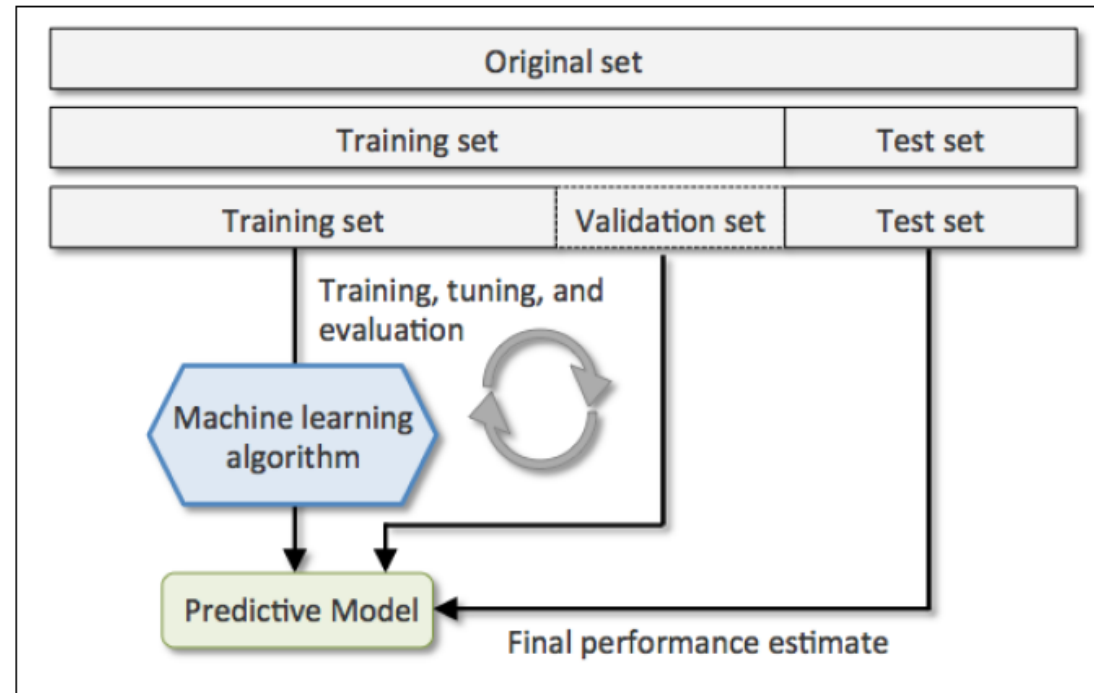 Original set
Training set
Test set
Training set
Validation set
Test set
Training, tuning, and
evaluation
Machine learning
algorithm
Predictive Model
Final performance estimate